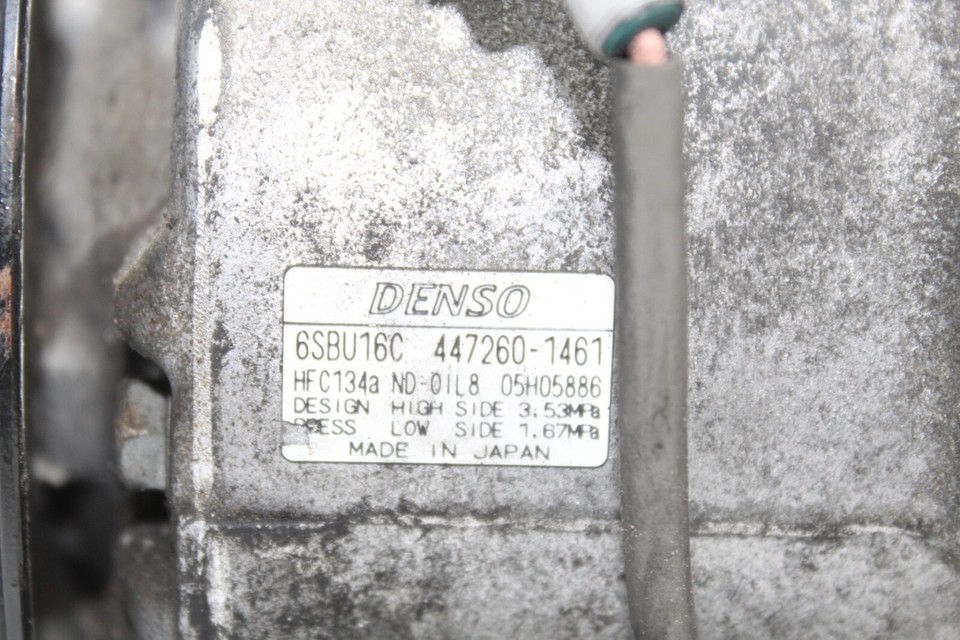 DENSO
6SBU16C 447260-1461
HFC134a ND-OIL8 05H05886
DESIGN HIGH SIDE 3.53MPa
PRESS LOW SIDE 1.67MPa
MADE IN JAPAN